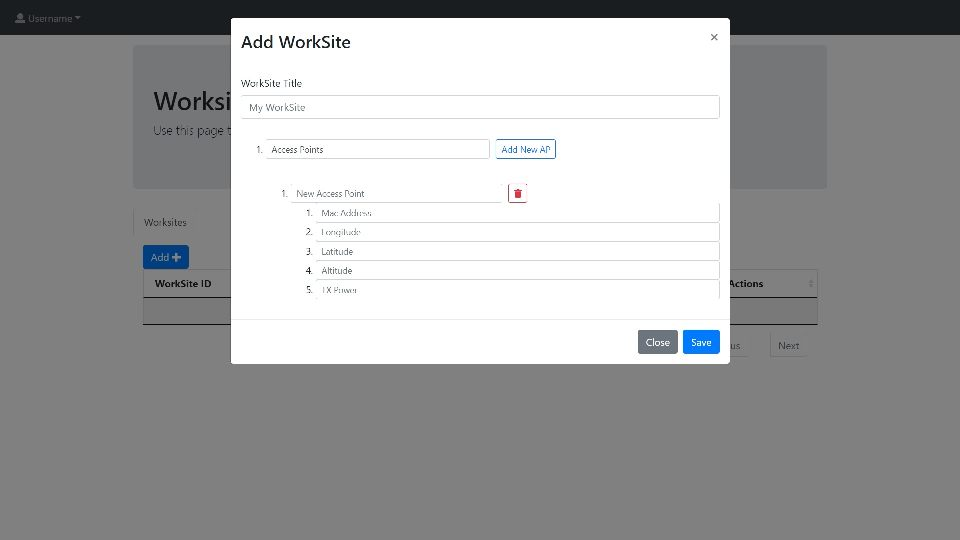 Username
Add WorkSite
×
WorkSite Title
My WorkSite
1. Access Points
Add New AP
1. New Access Point
1. Mac Address
2. Longitude
3. Latitude
4. Altitude
5. TX Power
Close
Save
Worksi
Use this page t
Worksites
Add +
WorkSite ID
Actions
us
Next